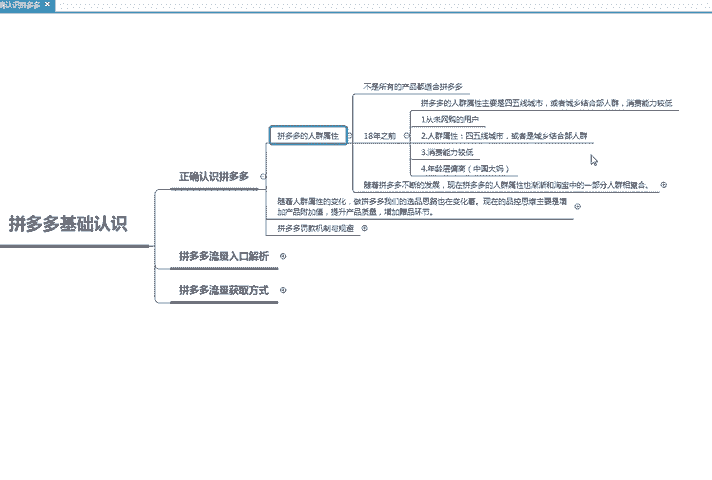 确认识拼多多
不是所有的产品都适合拼多多
拼多多的人群属性主要是四五线城市，或者城乡结合部人群，消费能力较低
1.从未网购的用户
拼多多的人群属性
18年之前
2.人群属性：四五线城市，或者是城乡结合部人群
3.消费能力较低
4.年龄层偏高（中国大妈）
正确认识拼多多
随着拼多多不断的发展，现在拼多多的人群属性也渐渐和淘宝中的一部分人群相聚合。
随着人群属性的变化，做拼多多我们的选品思路也在变化着。现在的品控思维主要是增
加产品附加值，提升产品质量，增加赠品环节。
拼多多基础认识
拼多多罚款机制与规避
拼多多流量入口解析
拼多多流量获取方式